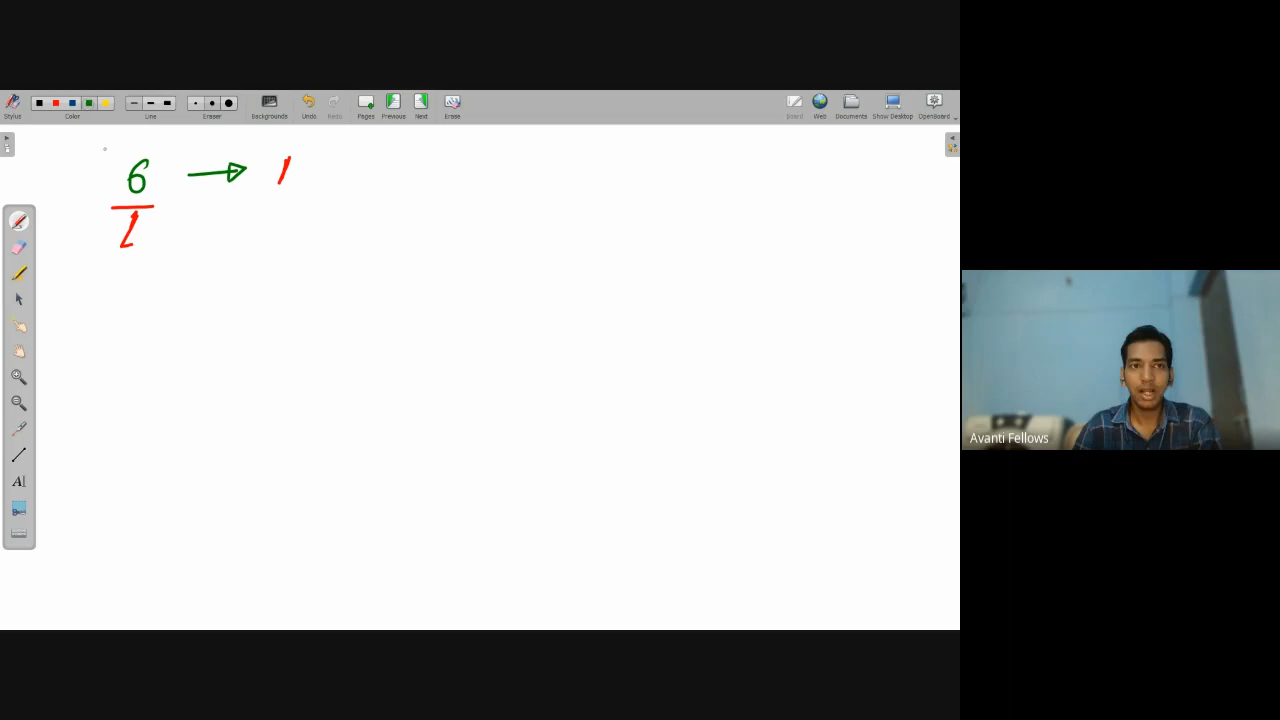 Stylus Color Line Eraser Backgrounds Undo Redo Pages Previous Next Erase board Web Documents Show Desktop OpenBoard
6 → 1
1
Avanti Fellows